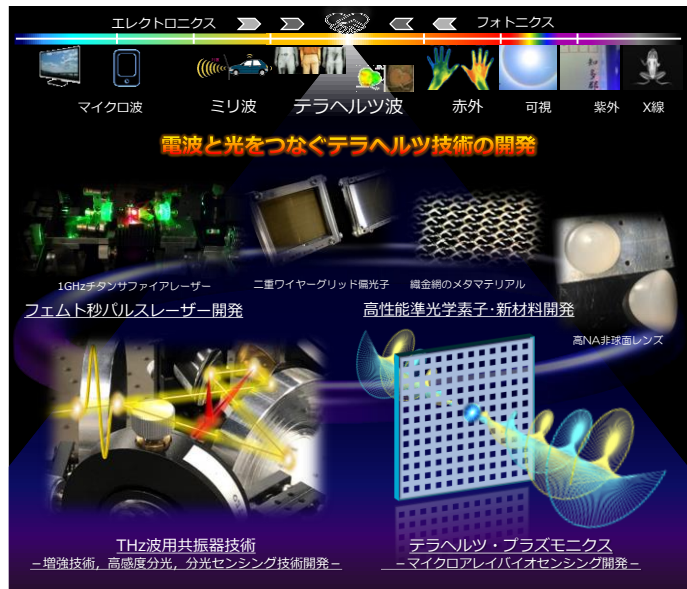 エレクトロニクス
フォトニクス
マイクロ波
ミリ波
テラヘルツ波
赤外
可視
紫外
X線
電波と光をつなぐテラヘルツ技術の開発
1GHzチタンサファイアレーザー
二重ワイヤーグリッド偏光子
織金網のメタマテリアル
フェムト秒パルスレーザー開発
高性能準光学素子･新材料開発
高NA非球面レンズ
THz波用共振器技術
－増強技術，高感度分光，分光センシング技術開発－
テラヘルツ・プラズモニクス
－マイクロアレイバイオセンシング開発－